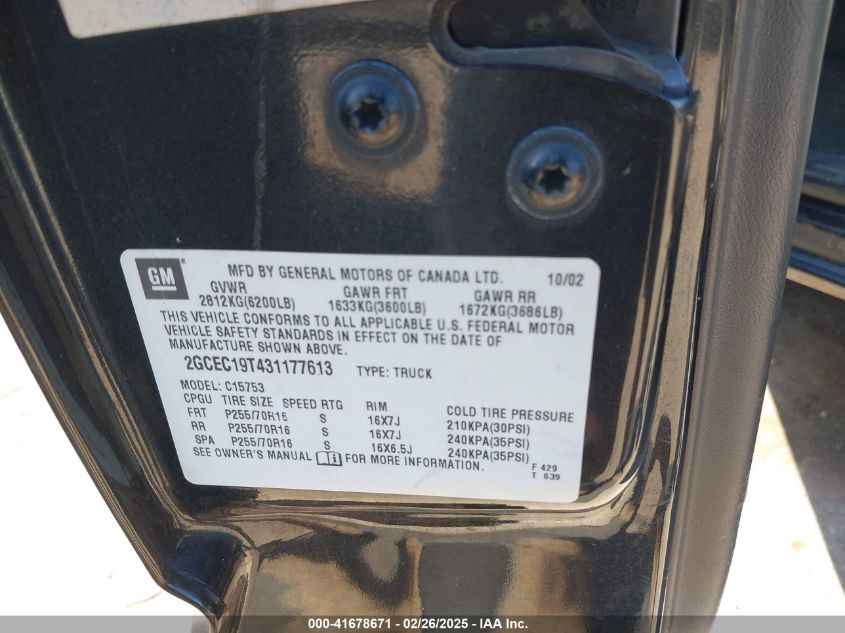 GM
MFD BY GENERAL MOTORS OF CANADA LTD. 10/02
GVWR GAWR FRT GAWR RR
2812KG(6200LB) 1633KG(3600LB) 1672KG(3686LB)
THIS VEHICLE CONFORMS TO ALL APPLICABLE U.S. FEDERAL MOTOR
VEHICLE SAFETY STANDARDS IN EFFECT ON THE DATE OF
MANUFACTURE SHOWN ABOVE.
2GCEC19T431177613 TYPE: TRUCK
MODEL: C15753
CPGU TIRE SIZE SPEED RTG RIM COLD TIRE PRESSURE
FRT P255/70R16 S 16X7J 210KPA(30PSI)
RR P255/70R16 S 16X7J 240KPA(35PSI)
SPA P255/70R16 S 16X6.5J 240KPA(35PSI)
SEE OWNER'S MANUAL FOR MORE INFORMATION.
F 429
T 639
000-41678671 - 02/26/2025 - IAA Inc.